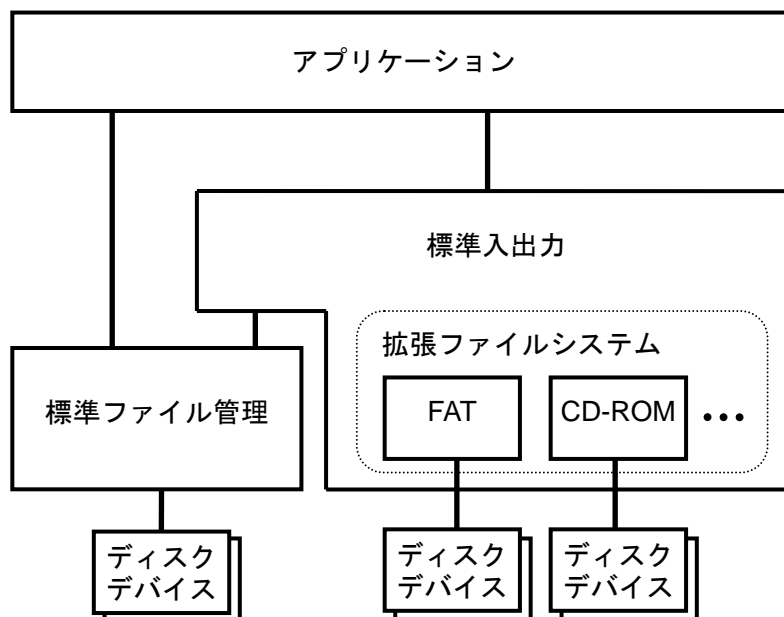 アプリケーション
標準入出力
拡張ファイルシステム
標準ファイル管理
FAT
CD-ROM
•••
ディスク
デバイス
ディスク
デバイス
ディスク
デバイス